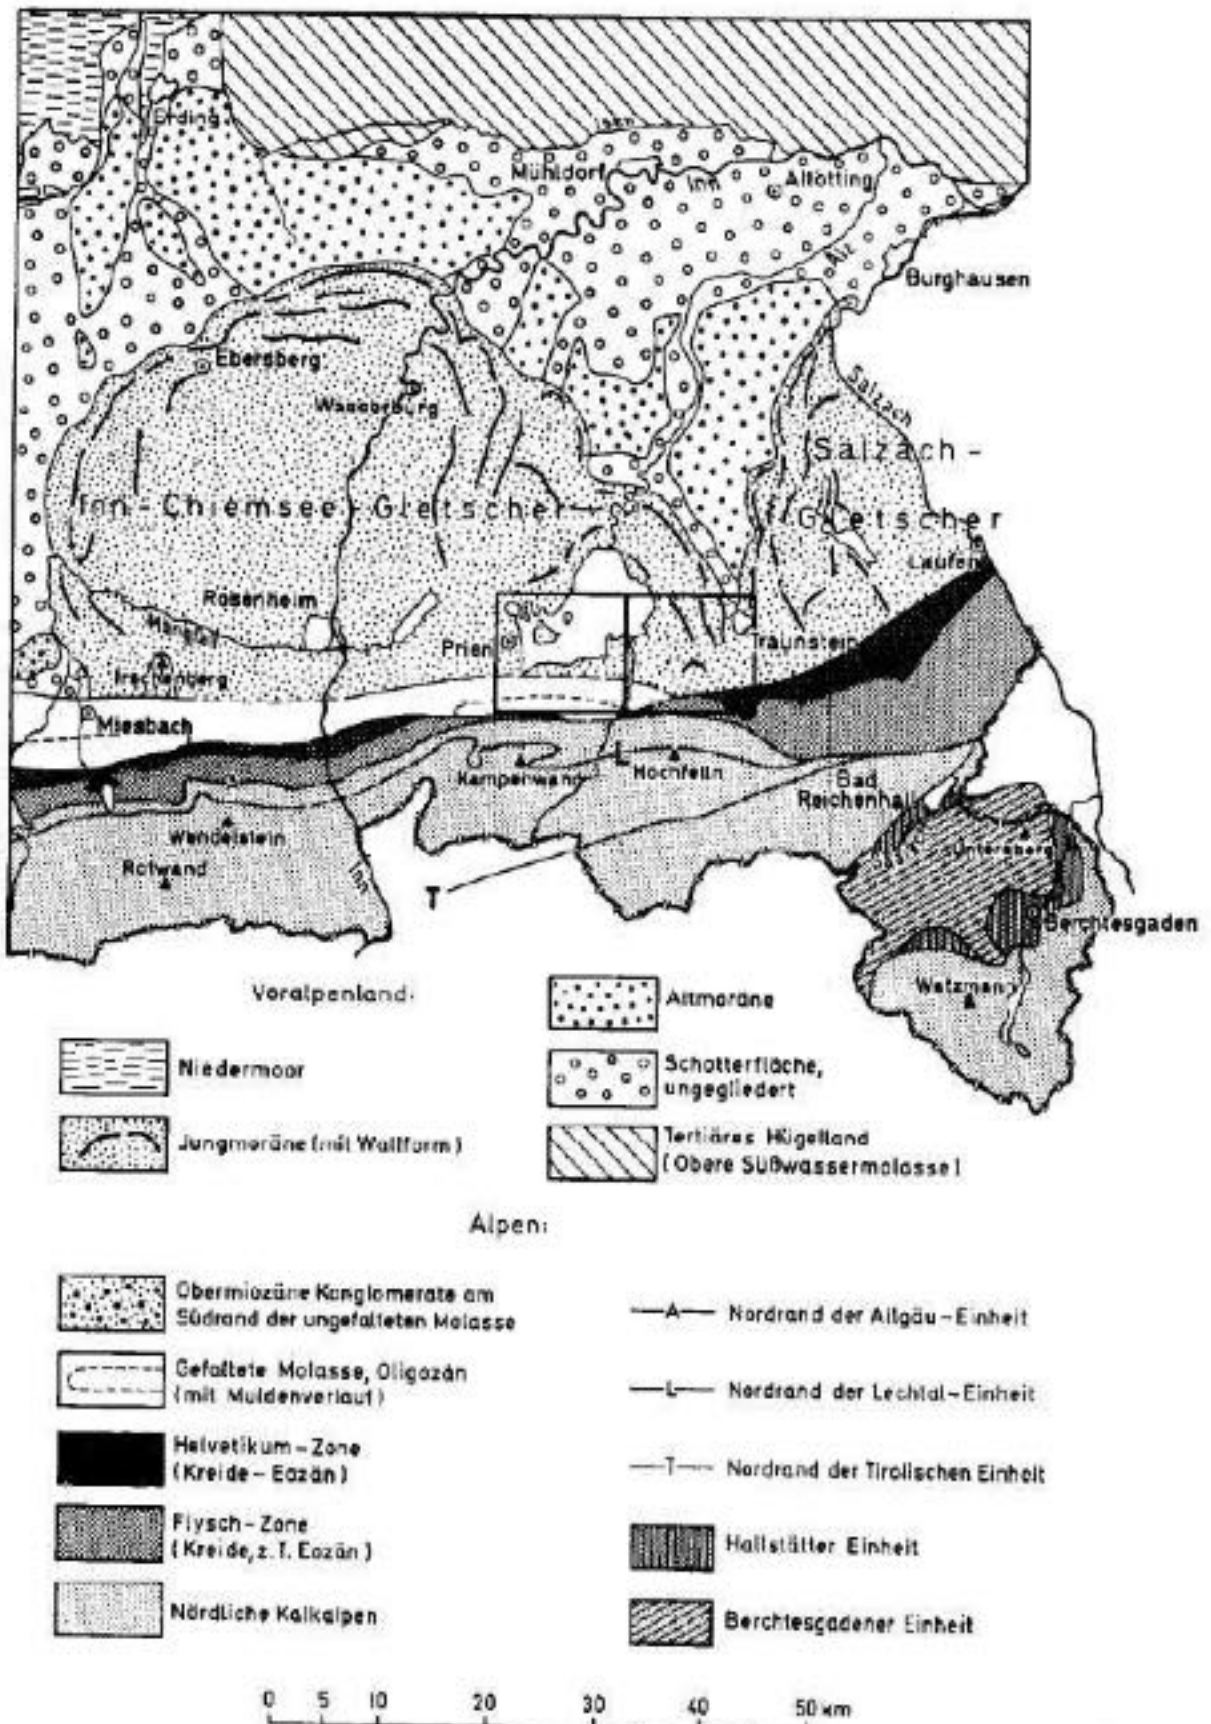 Erding
Isen
Mühldorf
Inn
Altötting
Alz
Burghausen
Ebersberg
Wasserburg
Salzach
Salzach-
Inn-Chiemsee-Gletscher
Gletscher
Laufen
Rosenheim
Mangfall
Prien
Traunstein
Irschenberg
Miesbach
Kampenwand
L
Hochfelln
Bad
Reichenhall
Wendelstein
Untersberg
Rotwand
Inn
T
Berchtesgaden
Watzmann
Voralpenland:
Altmoräne
Niedermoor
Schotterfläche,
ungegliedert
Jungmoräne (mit Wallform)
Tertiäres Hügelland
(Obere Süßwassermolasse)
Alpen:
Obermiozäne Konglomerate am
Südrand der ungefalteten Molasse
—A— Nordrand der Allgäu-Einheit
Gefaltete Molasse, Oligozän
(mit Muldenverlauf)
—L— Nordrand der Lechtal-Einheit
Helvetikum-Zone
(Kreide-Eozän)
—T— Nordrand der Tirolischen Einheit
Flysch-Zone
(Kreide, z.T. Eozän)
Hallstätter Einheit
Nördliche Kalkalpen
Berchtesgadener Einheit
0 5 10 20 30 40 50 km